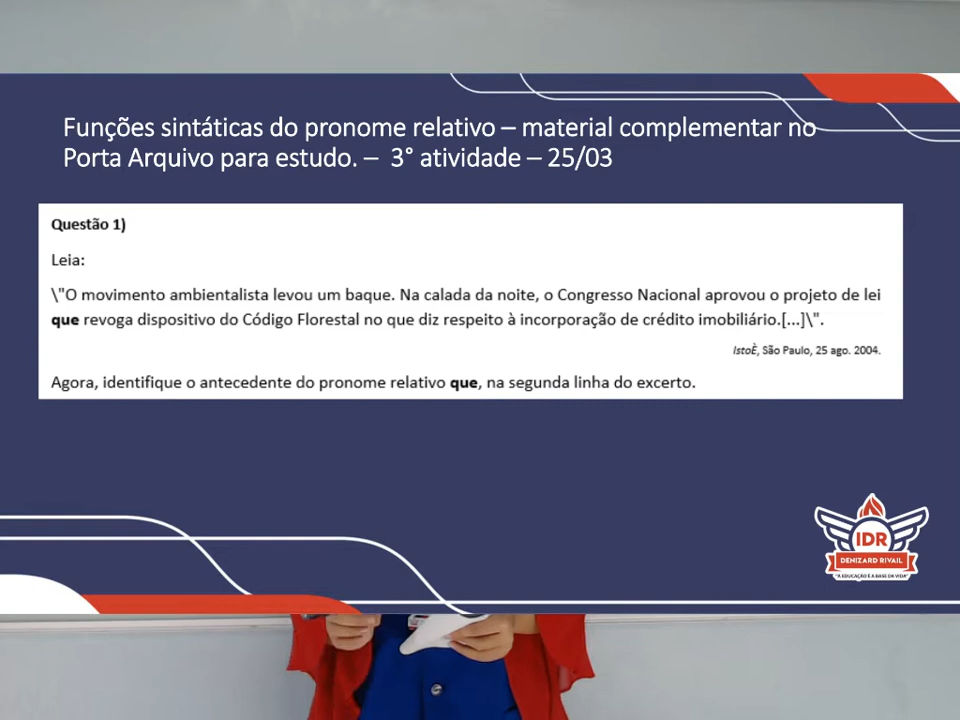 Funções sintáticas do pronome relativo – material complementar no
Porta Arquivo para estudo. – 3° atividade – 25/03
Questão 1)
Leia:
\"O movimento ambientalista levou um baque. Na calada da noite, o Congresso Nacional aprovou o projeto de lei
que revoga dispositivo do Código Florestal no que diz respeito à incorporação de crédito imobiliário.[...]\".
IstoÈ, São Paulo, 25 ago. 2004.
Agora, identifique o antecedente do pronome relativo que, na segunda linha do excerto.
IDR
DENIZARD RIVAIL
"A EDUCAÇÃO É A BASE DA VIDA"